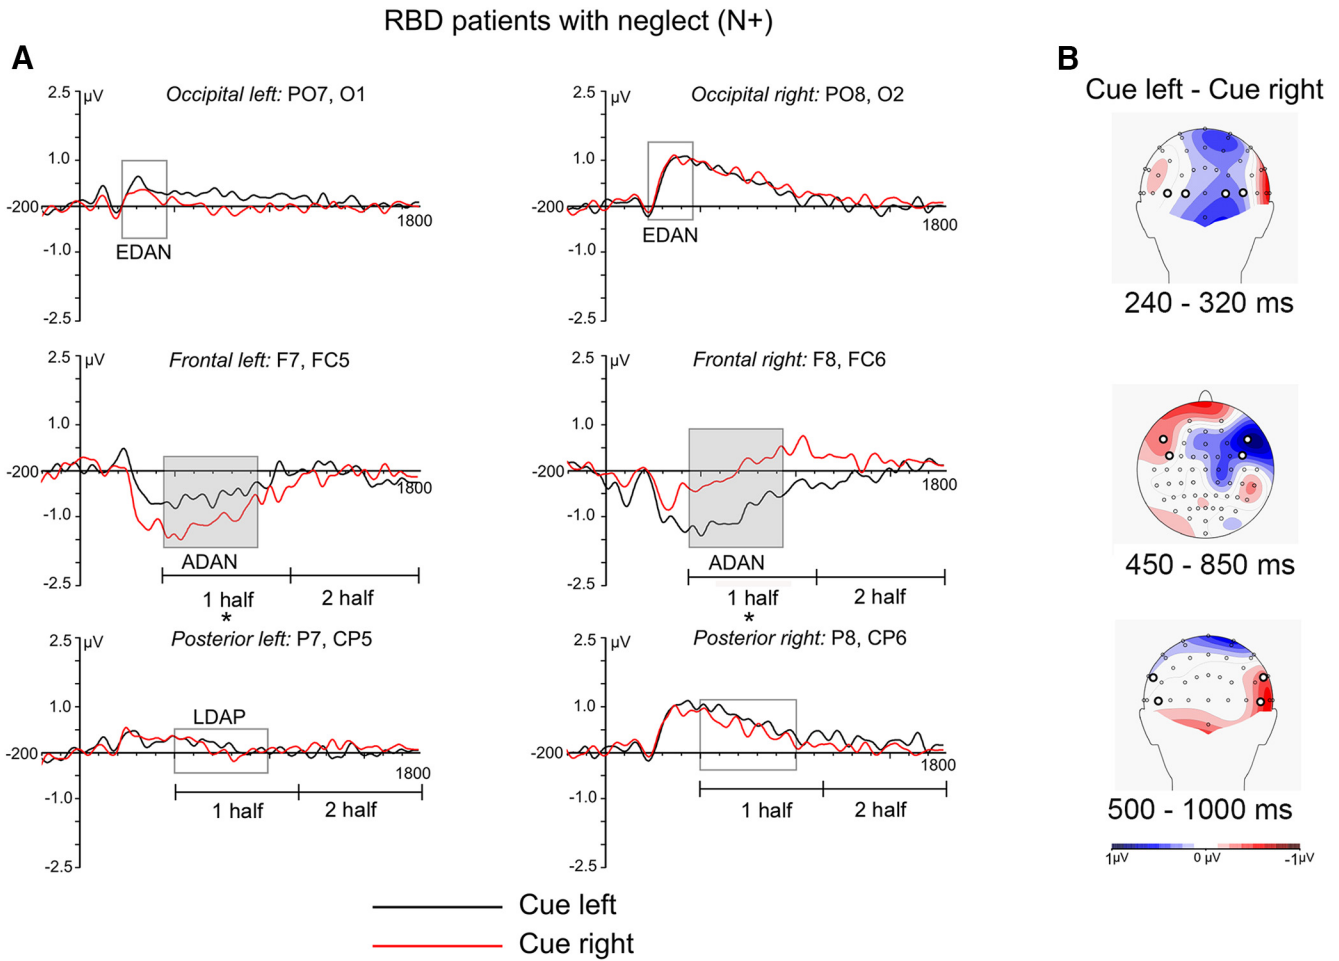 RBD patients with neglect (N+)
A
B
Cue left - Cue right
2.5 µV
Occipital left: PO7, O1
1.0
-200
1800
EDAN
-1.0
-2.5
2.5 µV
Occipital right: PO8, O2
1.0
-200
1800
EDAN
-1.0
-2.5
240 - 320 ms
2.5 µV
Frontal left: F7, FC5
1.0
-200
1800
-1.0
ADAN
-2.5
1 half
2 half
*
2.5 µV
Frontal right: F8, FC6
1.0
-200
1800
-1.0
ADAN
-2.5
1 half
2 half
*
450 - 850 ms
2.5 µV
Posterior left: P7, CP5
1.0
LDAP
-200
1800
-1.0
1 half
2 half
-2.5
2.5 µV
Posterior right: P8, CP6
1.0
-200
1800
-1.0
1 half
2 half
-2.5
500 - 1000 ms
1µV
0 µV
-1µV
Cue left
Cue right